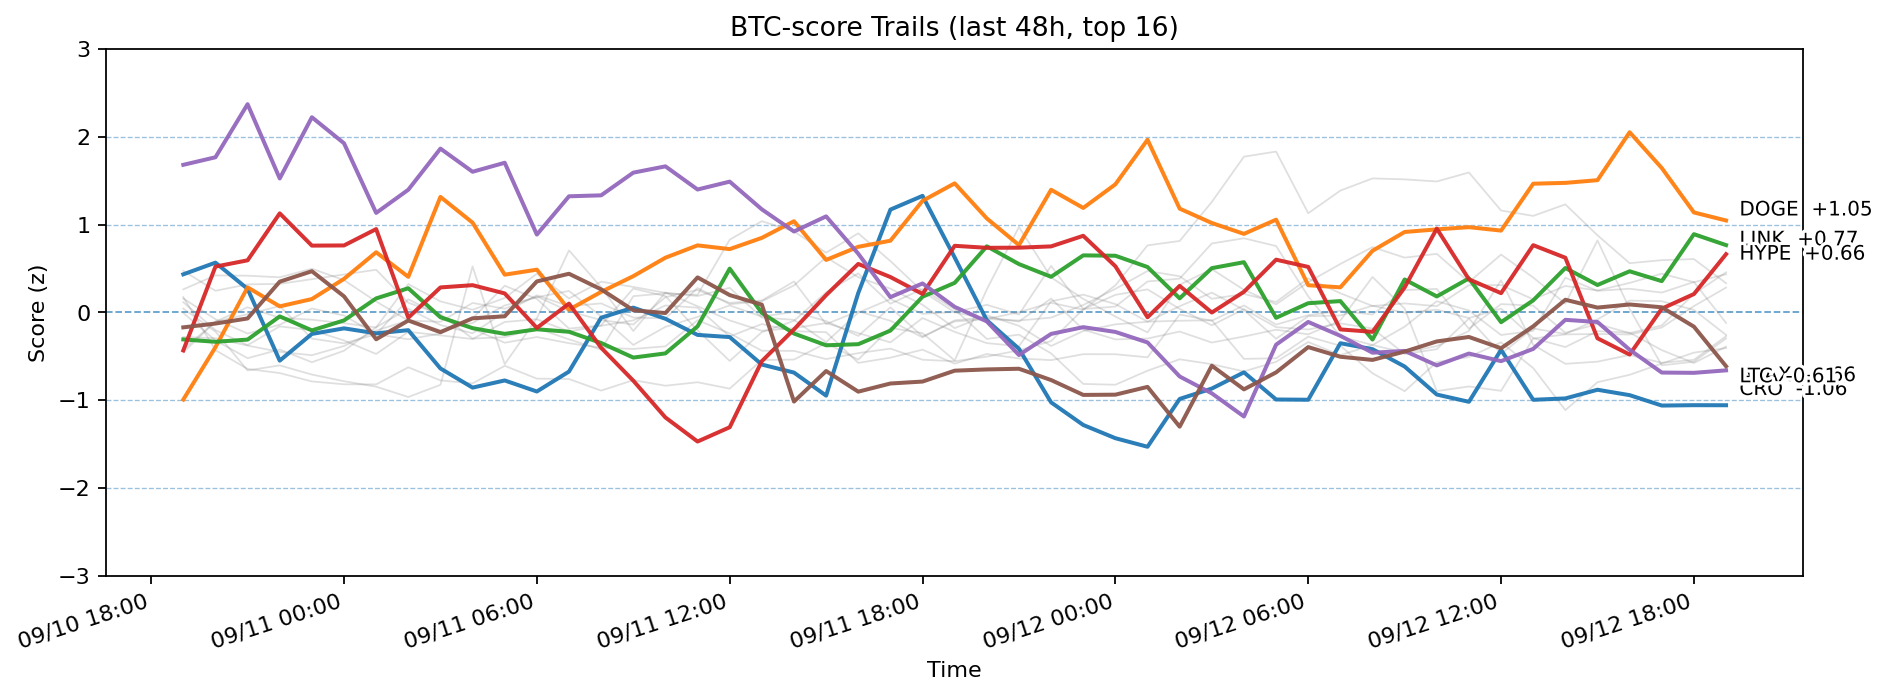 BTC-score Trails (last 48h, top 16)
3
2
1
0
−1
−2
−3
Score (z)
DOGE +1.05
LINK +0.77
HYPE +0.66
LTC -0.61
CRO -1.06
09/10 18:00
09/11 00:00
09/11 06:00
09/11 12:00
09/11 18:00
09/12 00:00
09/12 06:00
09/12 12:00
09/12 18:00
Time